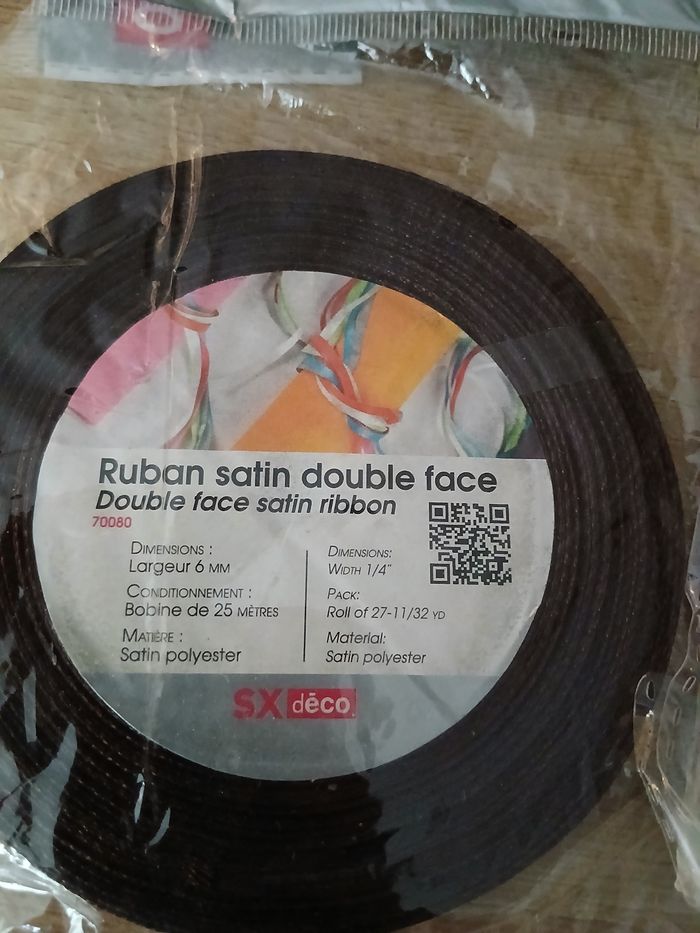 Ruban satin double face
Double face satin ribbon
70080
DIMENSIONS :
Largeur 6 MM
CONDITIONNEMENT :
Bobine de 25 MÈTRES
MATIÈRE :
Satin polyester
DIMENSIONS:
WIDTH 1/4"
PACK:
Roll of 27-11/32 YD
Material:
Satin polyester
SX déco